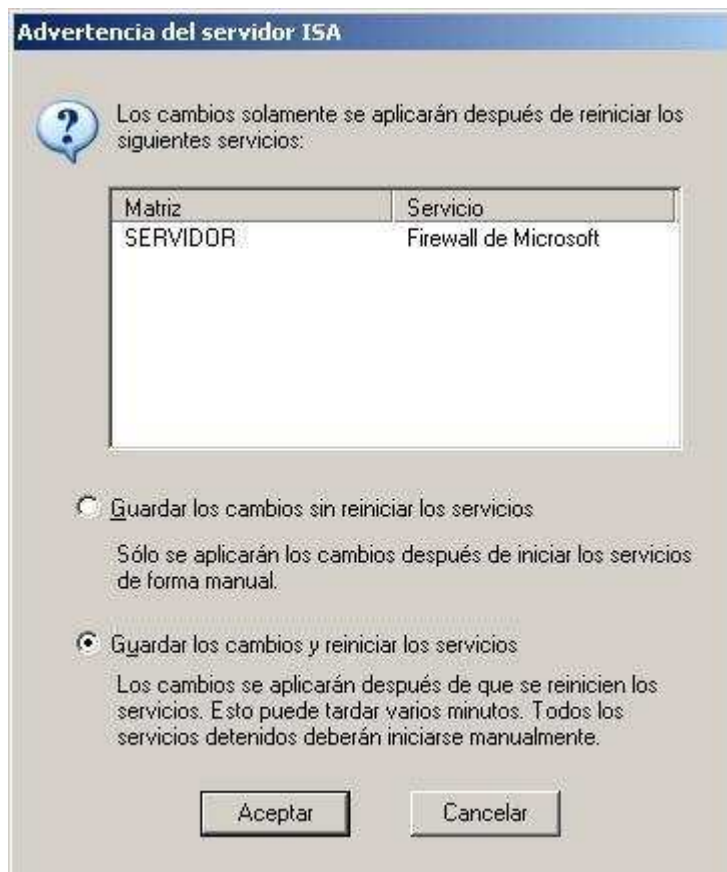 Advertencia del servidor ISA
Los cambios solamente se aplicarán después de reiniciar los
siguientes servicios:
Matriz Servicio
SERVIDOR Firewall de Microsoft
Guardar los cambios sin reiniciar los servicios
Sólo se aplicarán los cambios después de iniciar los servicios
de forma manual.
Guardar los cambios y reiniciar los servicios
Los cambios se aplicarán después de que se reinicien los
servicios. Esto puede tardar varios minutos. Todos los
servicios detenidos deberán iniciarse manualmente.
Aceptar Cancelar